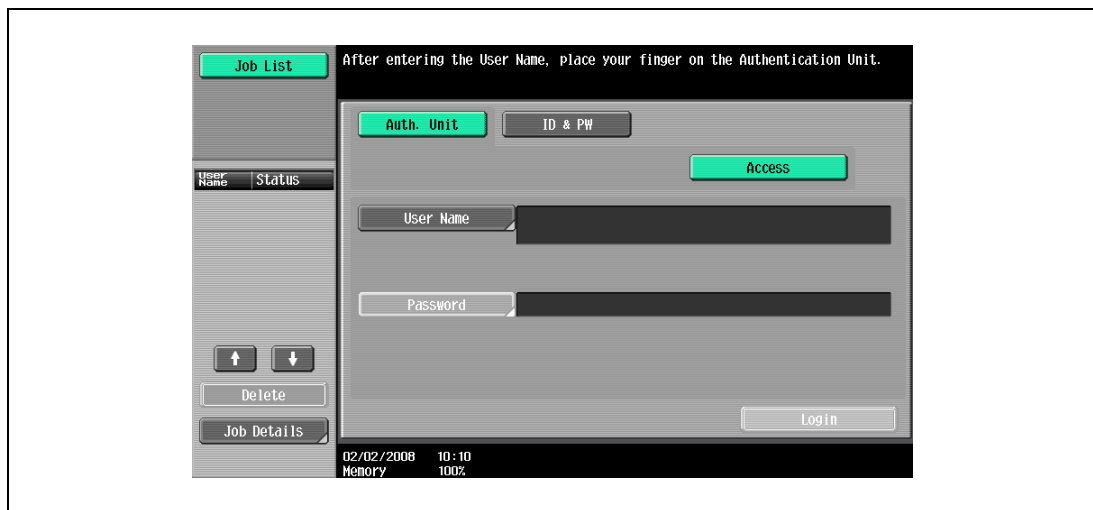 Job List
After entering the User Name, place your finger on the Authentication Unit.
Auth. Unit
ID & PW
Access
User Name
Status
User Name
Password
Delete
Job Details
Login
02/02/2008 10:10
Memory 100%